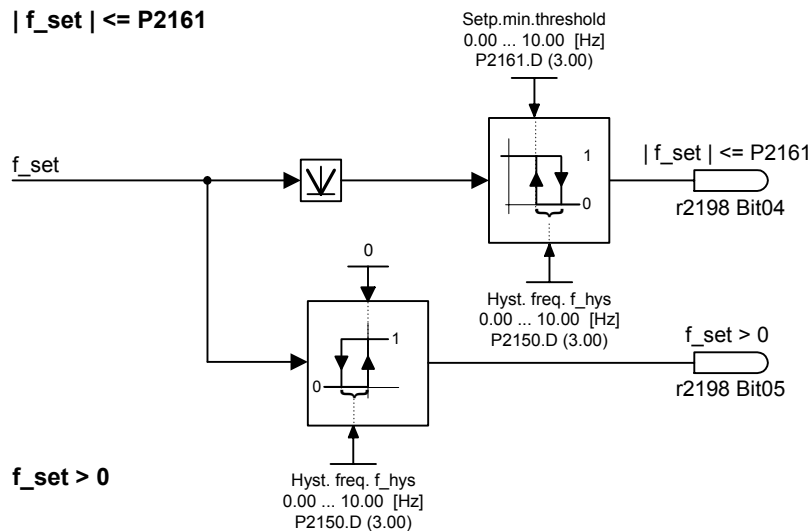 | f_set | <= P2161
Setp.min.threshold
0.00 ... 10.00 [Hz]
P2161.D (3.00)
f_set
1
0
| f_set | <= P2161
r2198 Bit04
0
Hyst. freq. f_hys
0.00 ... 10.00 [Hz]
P2150.D (3.00)
1
0
f_set > 0
r2198 Bit05
f_set > 0
Hyst. freq. f_hys
0.00 ... 10.00 [Hz]
P2150.D (3.00)